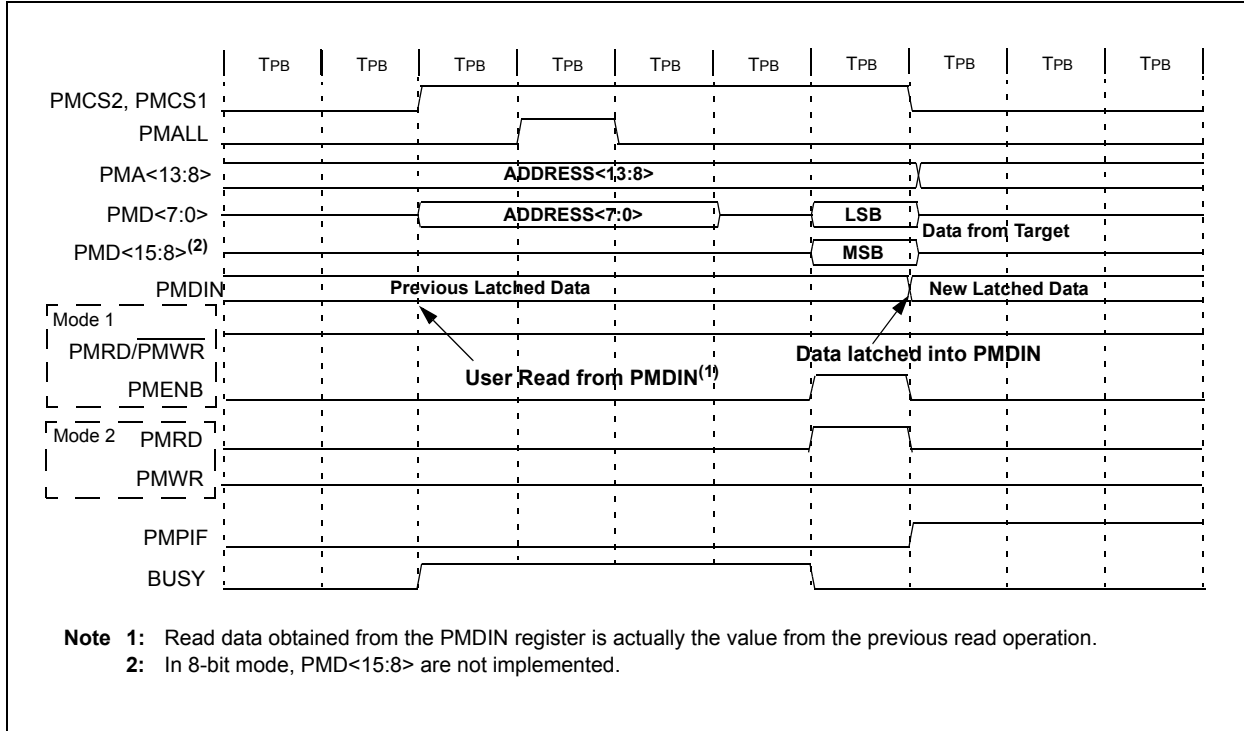 TPB TPB TPB TPB TPB TPB TPB TPB TPB TPB
PMCS2, PMCS1
PMALL
PMA<13:8> ADDRESS<13:8>
PMD<7:0> ADDRESS<7:0> LSB
Data from Target
PMD<15:8>(2) MSB
PMDIN Previous Latched Data New Latched Data
Mode 1
PMRD/PMWR Data latched into PMDIN
User Read from PMDIN(1)
PMENB
Mode 2 PMRD
PMWR
PMPIF
BUSY
Note 1: Read data obtained from the PMDIN register is actually the value from the previous read operation.
2: In 8-bit mode, PMD<15:8> are not implemented.